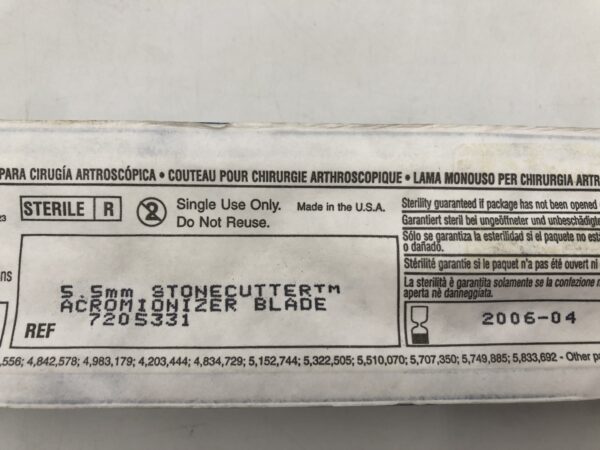 PARA CIRUGÍA ARTROSCÓPICA • COUTEAU POUR CHIRURGIE ARTHROSCOPIQUE • LAMA MONOUSO PER CHIRURGIA ARTR
23
STERILE R
2
Single Use Only.
Do Not Reuse.
Made in the U.S.A.
Sterility guaranteed if package has not been opened
Garantiert steril bei ungeöffneter und unbeschädigte
Sólo se garantiza la esterilidad si el paquete no est
o dañado.
Stérilité garantie si le paquet n'a pas été ouvert ni
La sterilità è garantita solamente se la confezione n
aperta nè danneggiata.
ns
5.5mm STONECUTTER™
ACROMIONIZER BLADE
7205331
REF
2006-04
,556; 4,842,578; 4,983,179; 4,203,444; 4,834,729; 5,152,744; 5,322,505; 5,510,070; 5,707,350; 5,749,885; 5,833,692 - Other pa